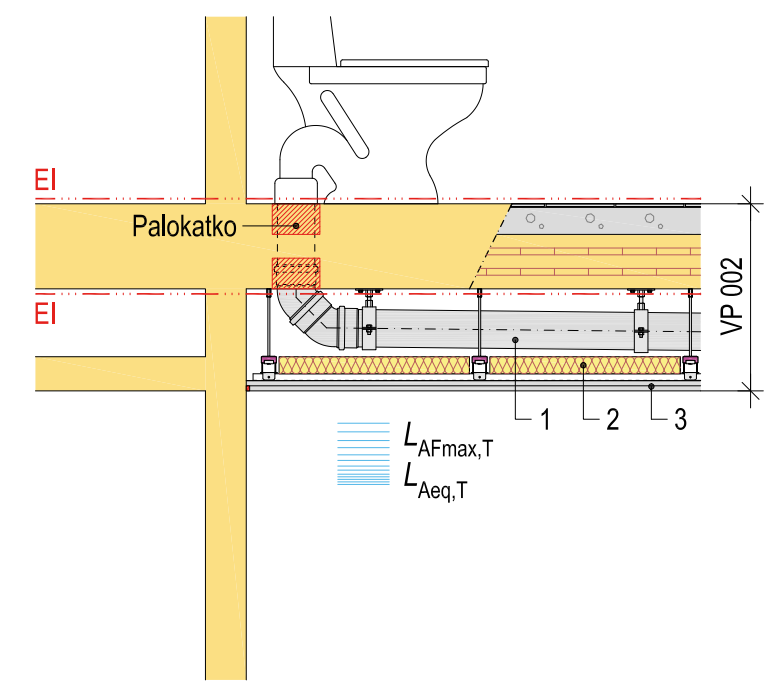 EI
Palokatko
EI
VP 002
1
2
3
LAFmax,T
LAeq,T